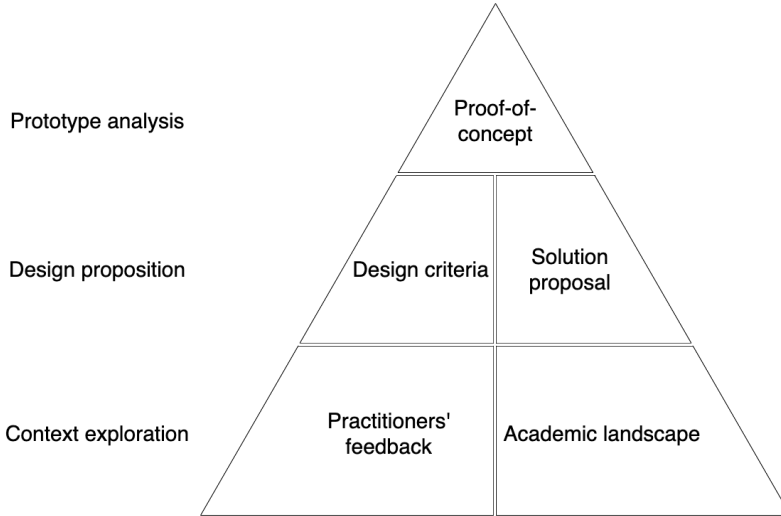 Prototype analysis
Proof-of-
concept
Design proposition
Design criteria
Solution
proposal
Context exploration
Practitioners'
feedback
Academic landscape